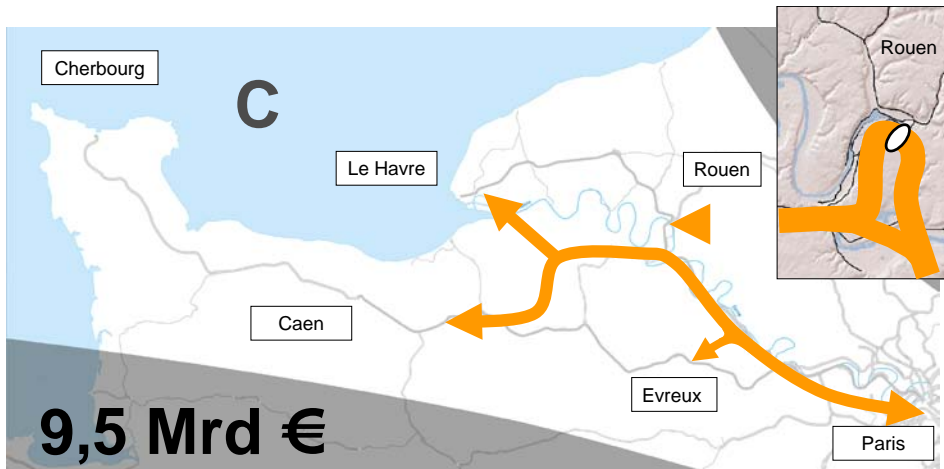 Cherbourg
C
Rouen
Le Havre
Rouen
Caen
Evreux
9,5 Mrd €
Paris